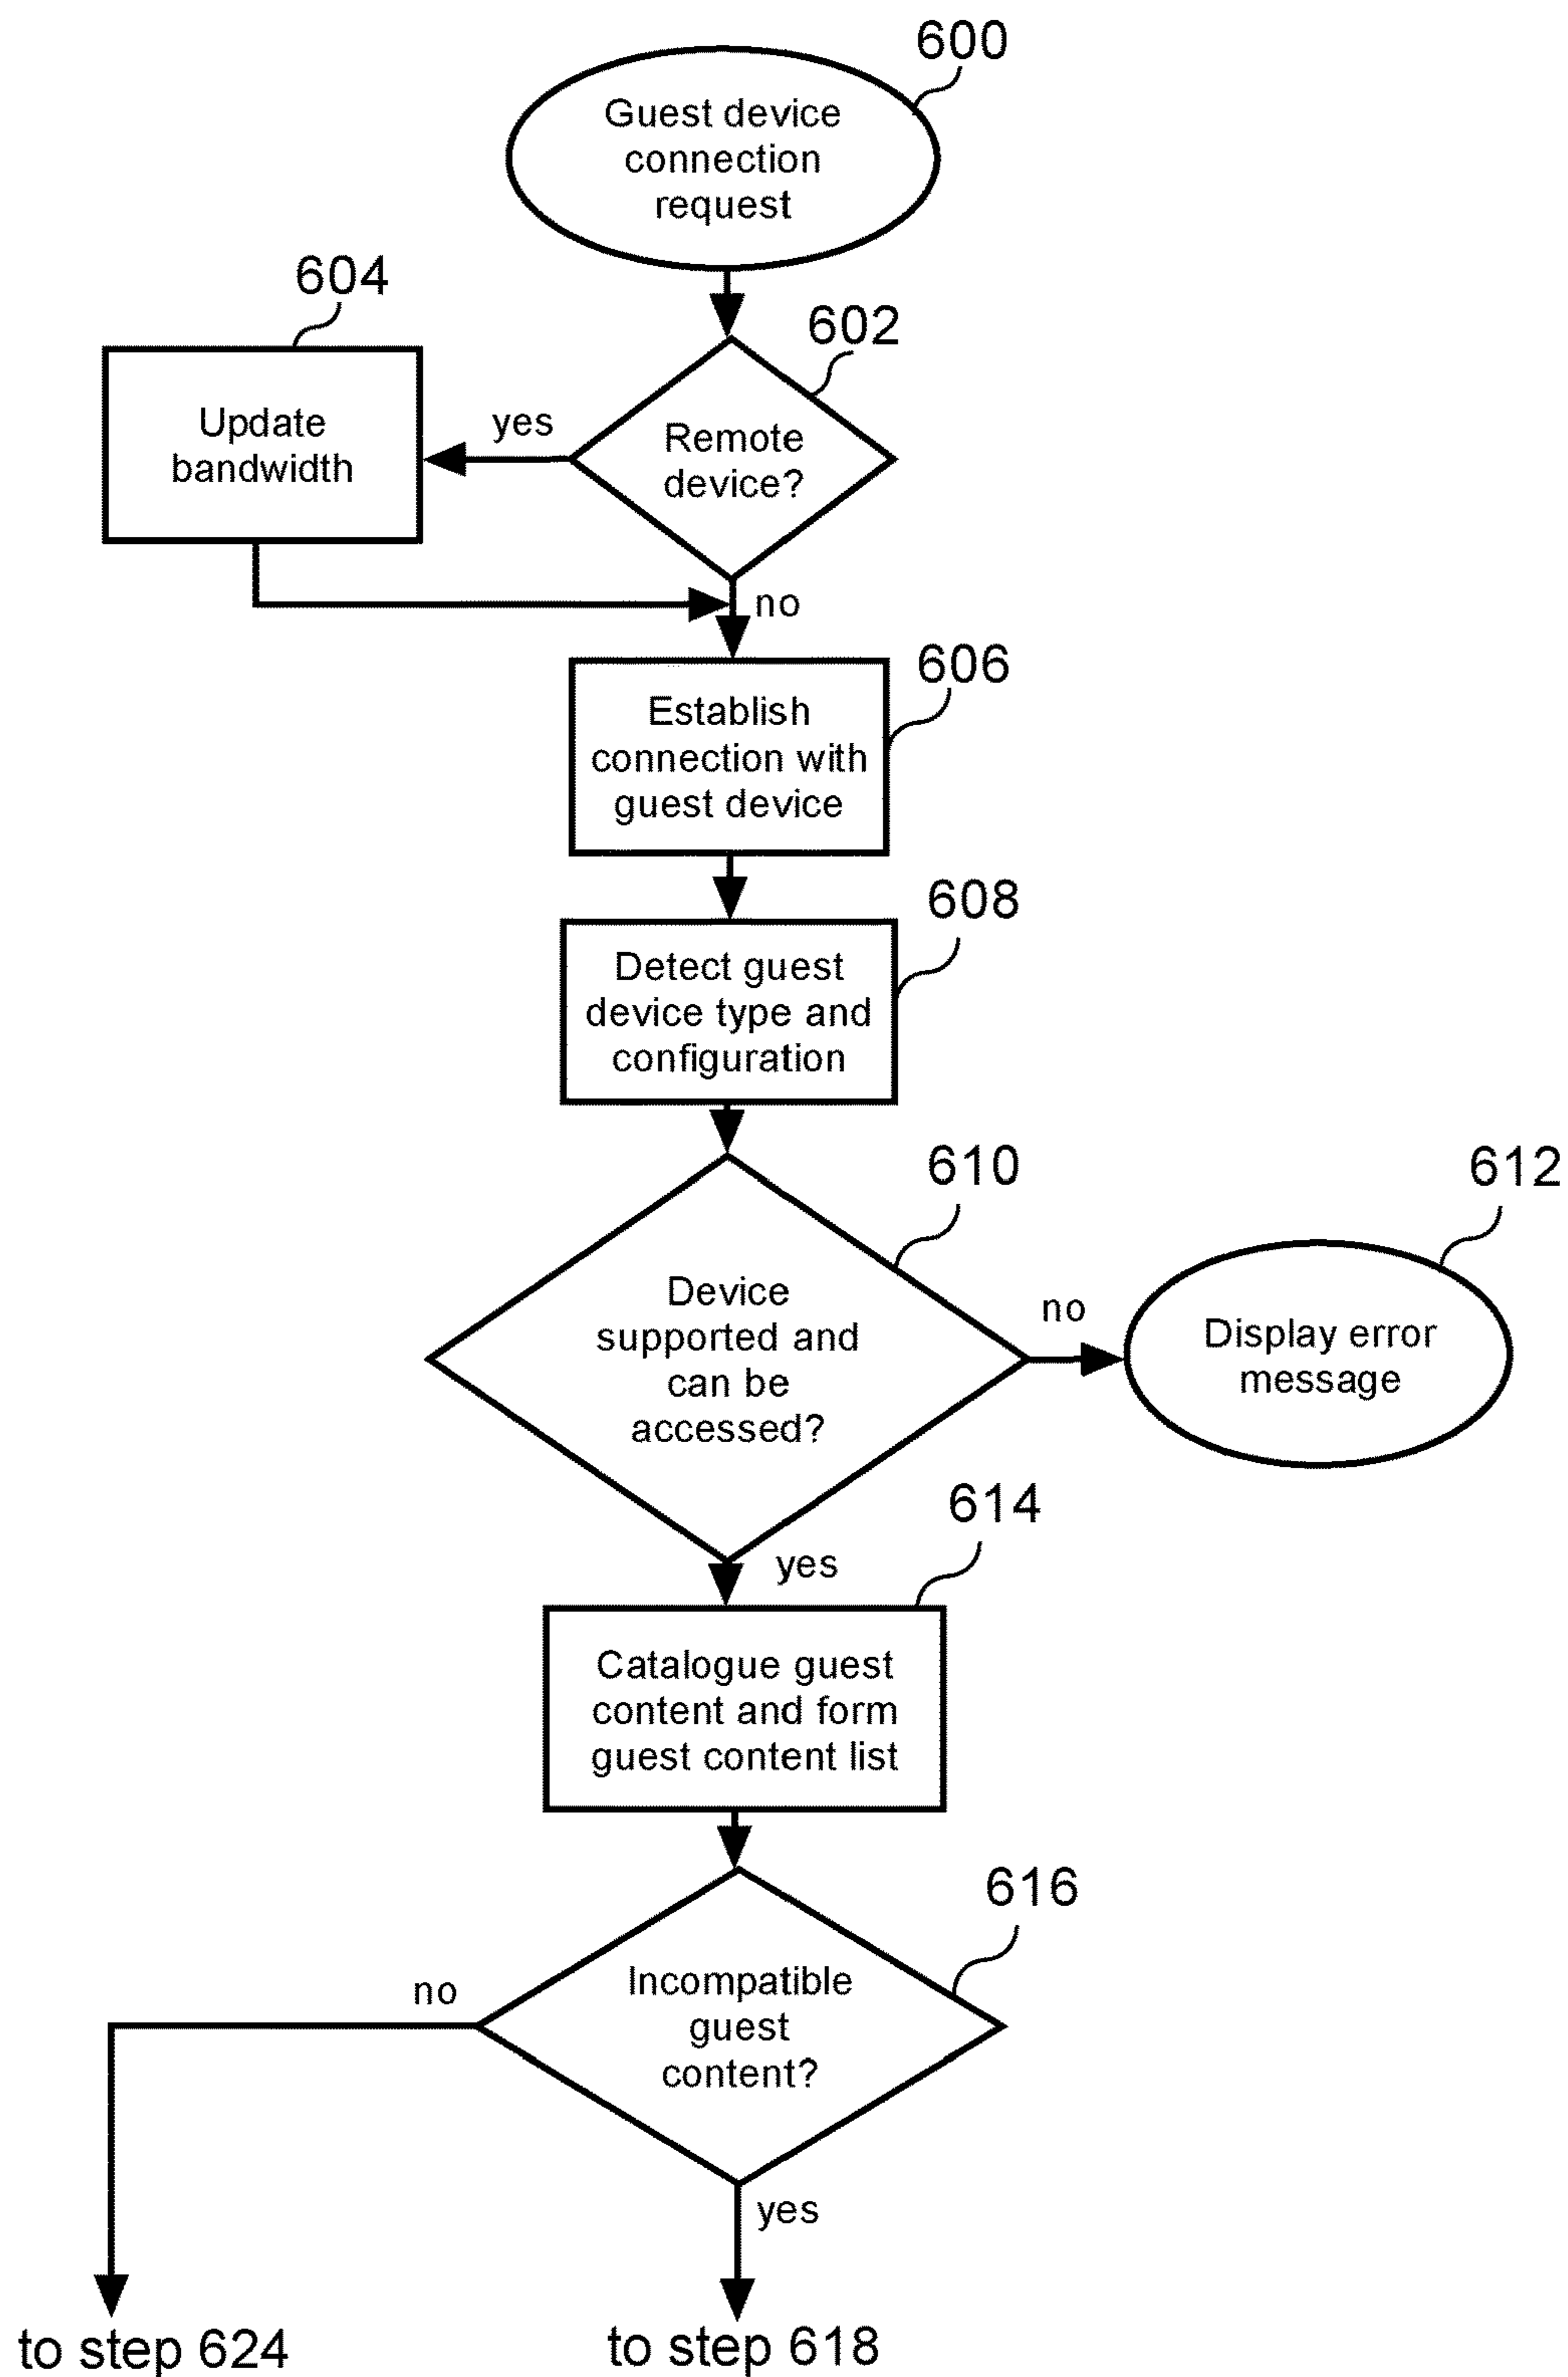 600
Guest device
connection
request
604
602
Update
bandwidth
yes
Remote
device?
no
606
Establish
connection with
guest device
608
Detect guest
device type and
configuration
610
612
Device
supported and
can be
accessed?
no
Display error
message
614
yes
Catalogue guest
content and form
guest content list
616
no
Incompatible
guest
content?
yes
to step 624
to step 618